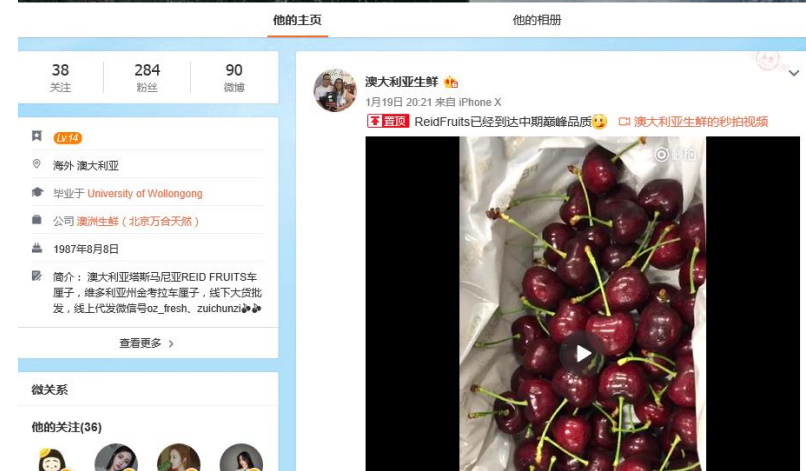 他的主页
他的相册
38
关注
284
粉丝
90
微博
Lv.14
海外 澳大利亚
毕业于 University of Wollongong
公司 澳洲生鲜（北京万合天然）
1987年8月8日
简介： 澳大利亚塔斯马尼亚REID FRUITS车
厘子，维多利亚州金考拉车厘子，线下大货批
发，线上代发微信号oz_fresh、zuichunzi
查看更多 >
微关系
他的关注(36)
澳大利亚生鲜
1月19日 20:21 来自 iPhone X
置顶 ReidFruits已经到达中期巅峰品质 澳大利亚生鲜的秒拍视频
秒拍